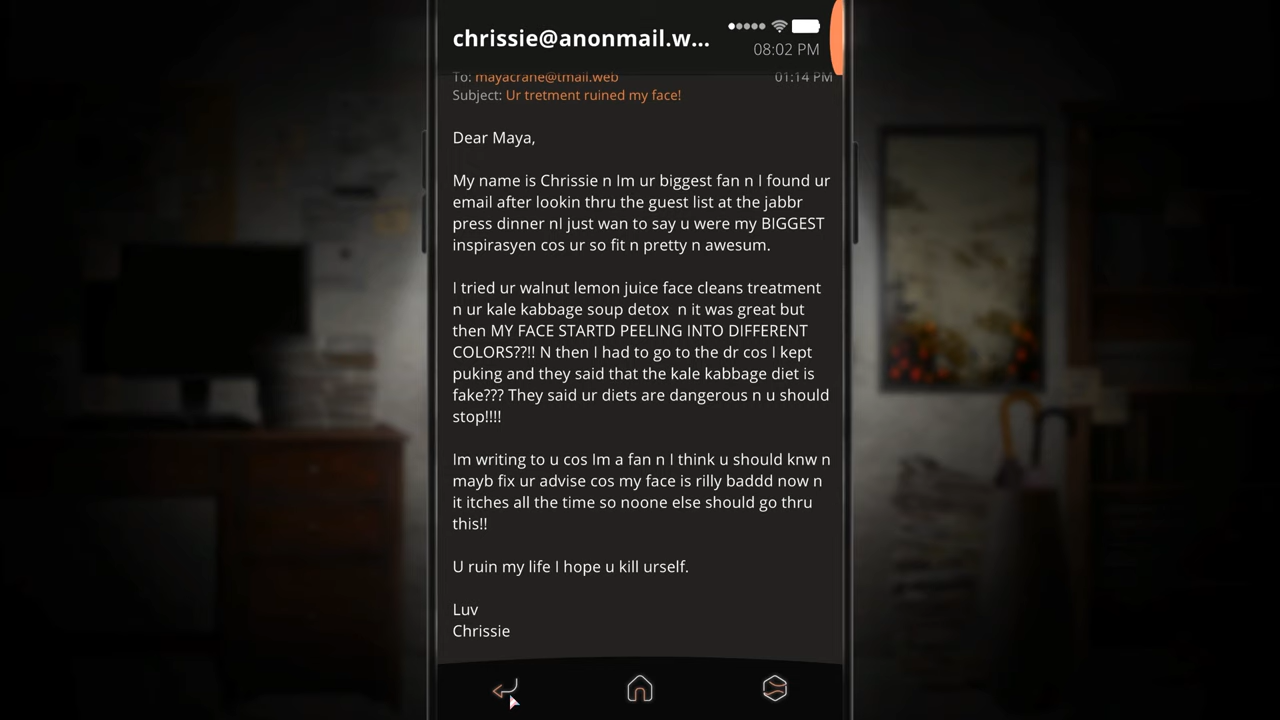 chrissie@anonmail.w...
08:02 PM
To: mayacrane@tmail.web
01:14 PM
Subject: Ur tretment ruined my face!
Dear Maya,
My name is Chrissie n Im ur biggest fan n I found ur
email after lookin thru the guest list at the jabbr
press dinner nI just wan to say u were my BIGGEST
inspirasyen cos ur so fit n pretty n awesum.
I tried ur walnut lemon juice face cleans treatment
n ur kale kabbage soup detox  n it was great but
then MY FACE STARTD PEELING INTO DIFFERENT
COLORS??!! N then I had to go to the dr cos I kept
puking and they said that the kale kabbage diet is
fake??? They said ur diets are dangerous n u should
stop!!!!
Im writing to u cos Im a fan n I think u should knw n
mayb fix ur advise cos my face is rilly baddd now n
it itches all the time so noone else should go thru
this!!
U ruin my life I hope u kill urself.
Luv
Chrissie